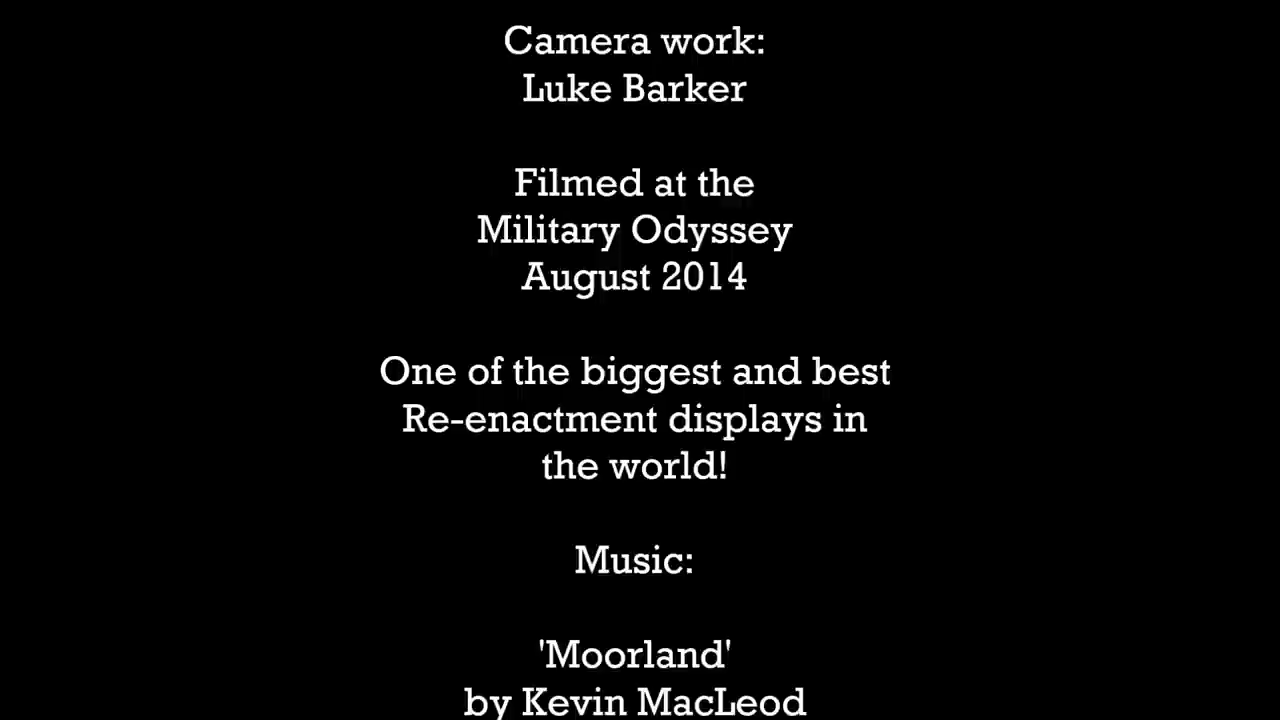 Camera work:
Luke Barker
Filmed at the
Military Odyssey
August 2014
One of the biggest and best
Re-enactment displays in
the world!
Music:
'Moorland'
by Kevin MacLeod